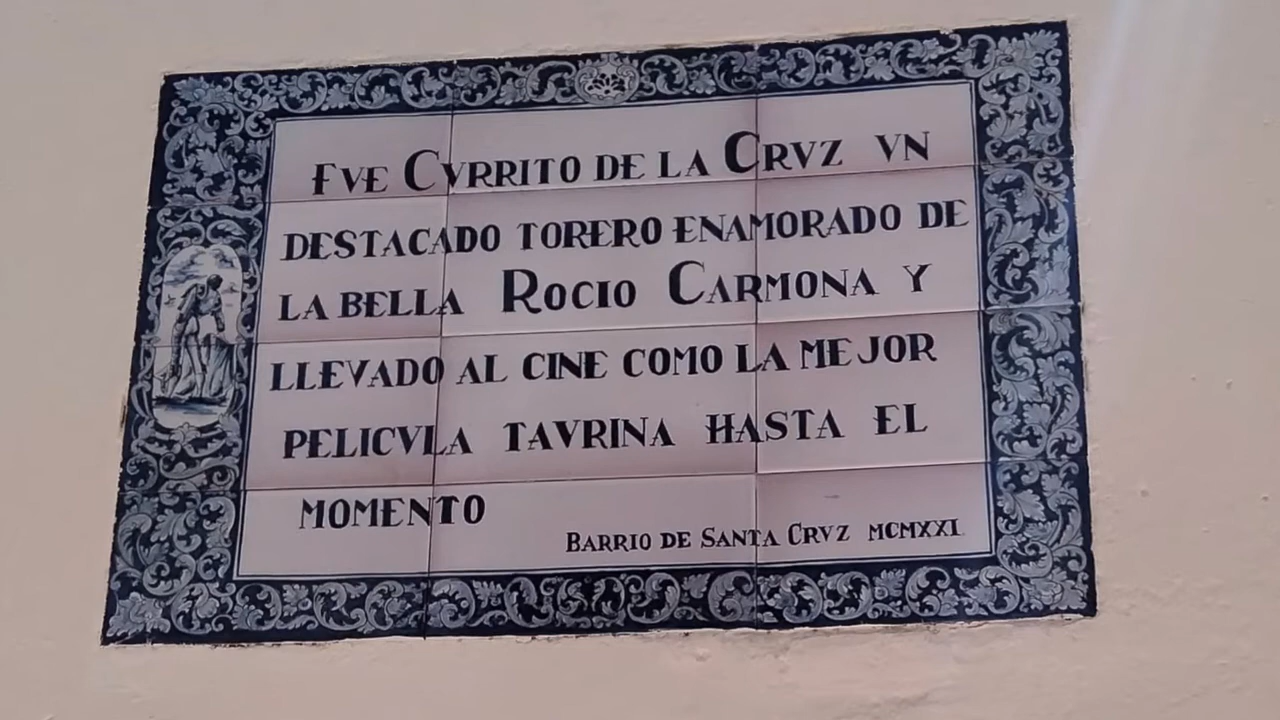 FVE CVRRITO DE LA CRVZ VN
DESTACADO TORERO ENAMORADO DE
LA BELLA ROCIO CARMONA Y
LLEVADO AL CINE COMO LA MEJOR
PELICVLA TAVRINA HASTA EL
MOMENTO
BARRIO DE SANTA CRVZ MCMXXI